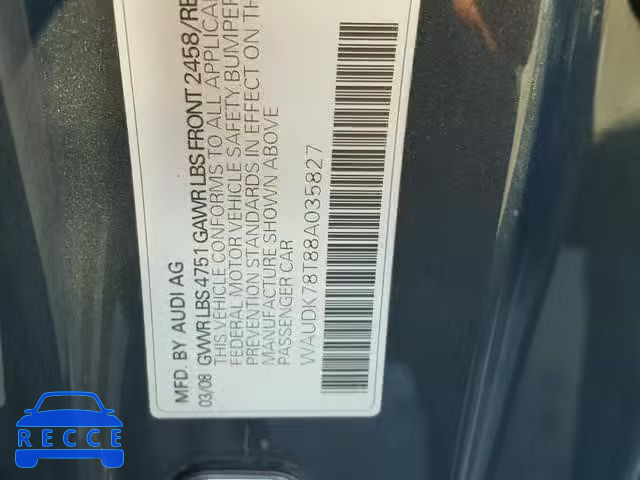 MFD. BY AUDI AG
03/08 GWWR LBS 4751 GAWR LBS FRONT 2458/RE
THIS VEHICLE CONFORMS TO ALL APPLICA
FEDERAL MOTOR VEHICLE SAFETY, BUMPER
PREVENTION STANDARDS IN EFFECT ON TH
MANUFACTURE SHOWN ABOVE
PASSENGER CAR
WAUDK78T88A035827
RECCE